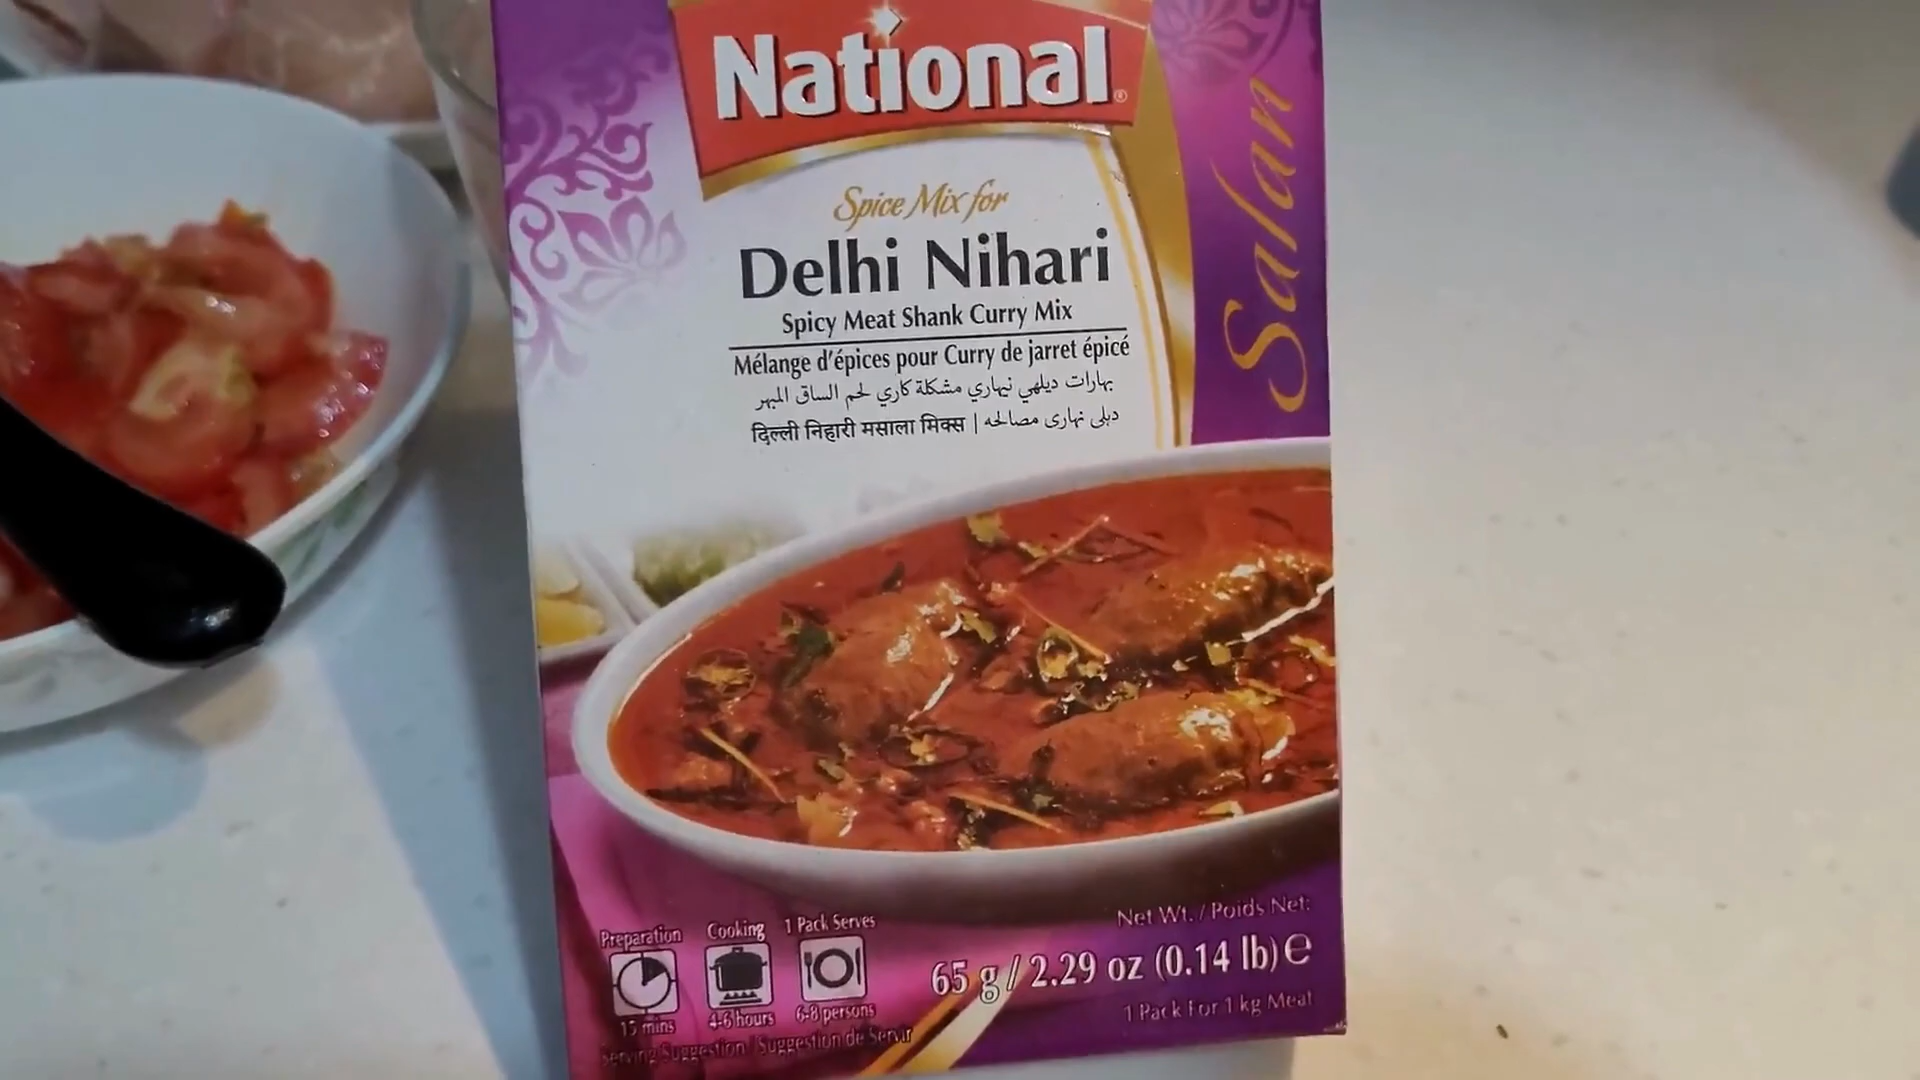 National®
Spice Mix for
Delhi Nihari
Spicy Meat Shank Curry Mix
Mélange d'épices pour Curry de jarret épicé
بهارات ديلهي نيهاري مشكلة كاري لحم الساق المبهر
दिल्ली निहारी मसाला मिक्स | دہلی نہاری مصالحہ
Salan
Preparation
15 mins
Cooking
4-6 hours
1 Pack Serves
6-8 persons
Serving Suggestion / Suggestion de Servir
Net Wt. / Poids Net:
65 g / 2.29 oz (0.14 lb) e
1 Pack For 1 kg Meat